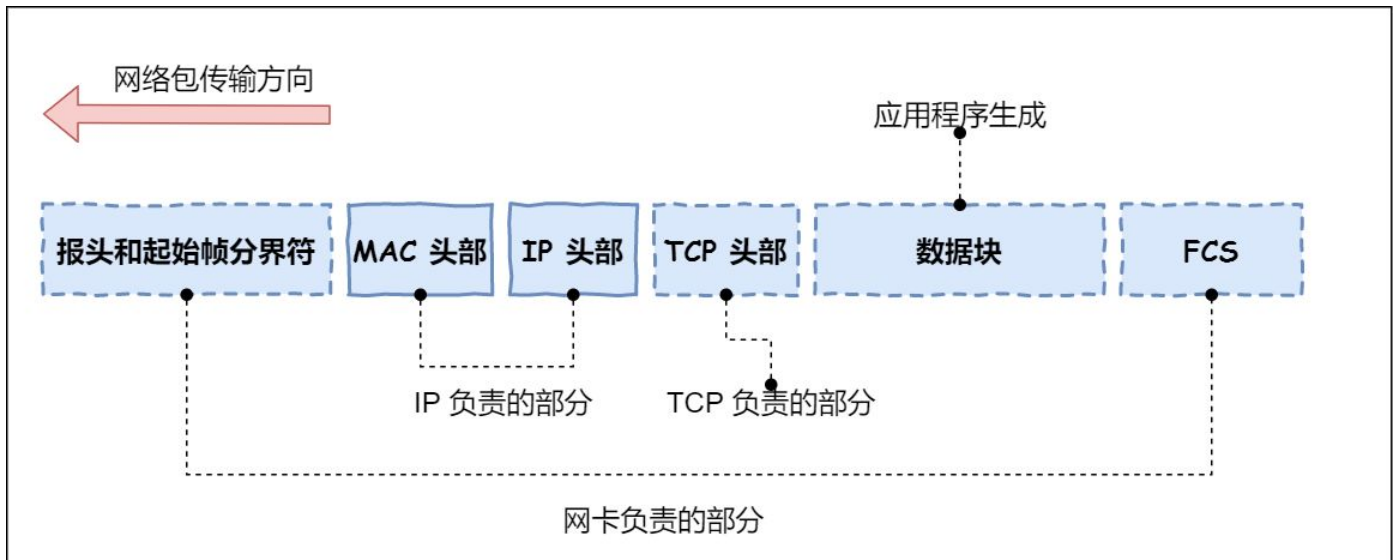 网络包传输方向
应用程序生成
报头和起始帧分界符
MAC 头部
IP 头部
TCP 头部
数据块
FCS
IP 负责的部分
TCP 负责的部分
网卡负责的部分